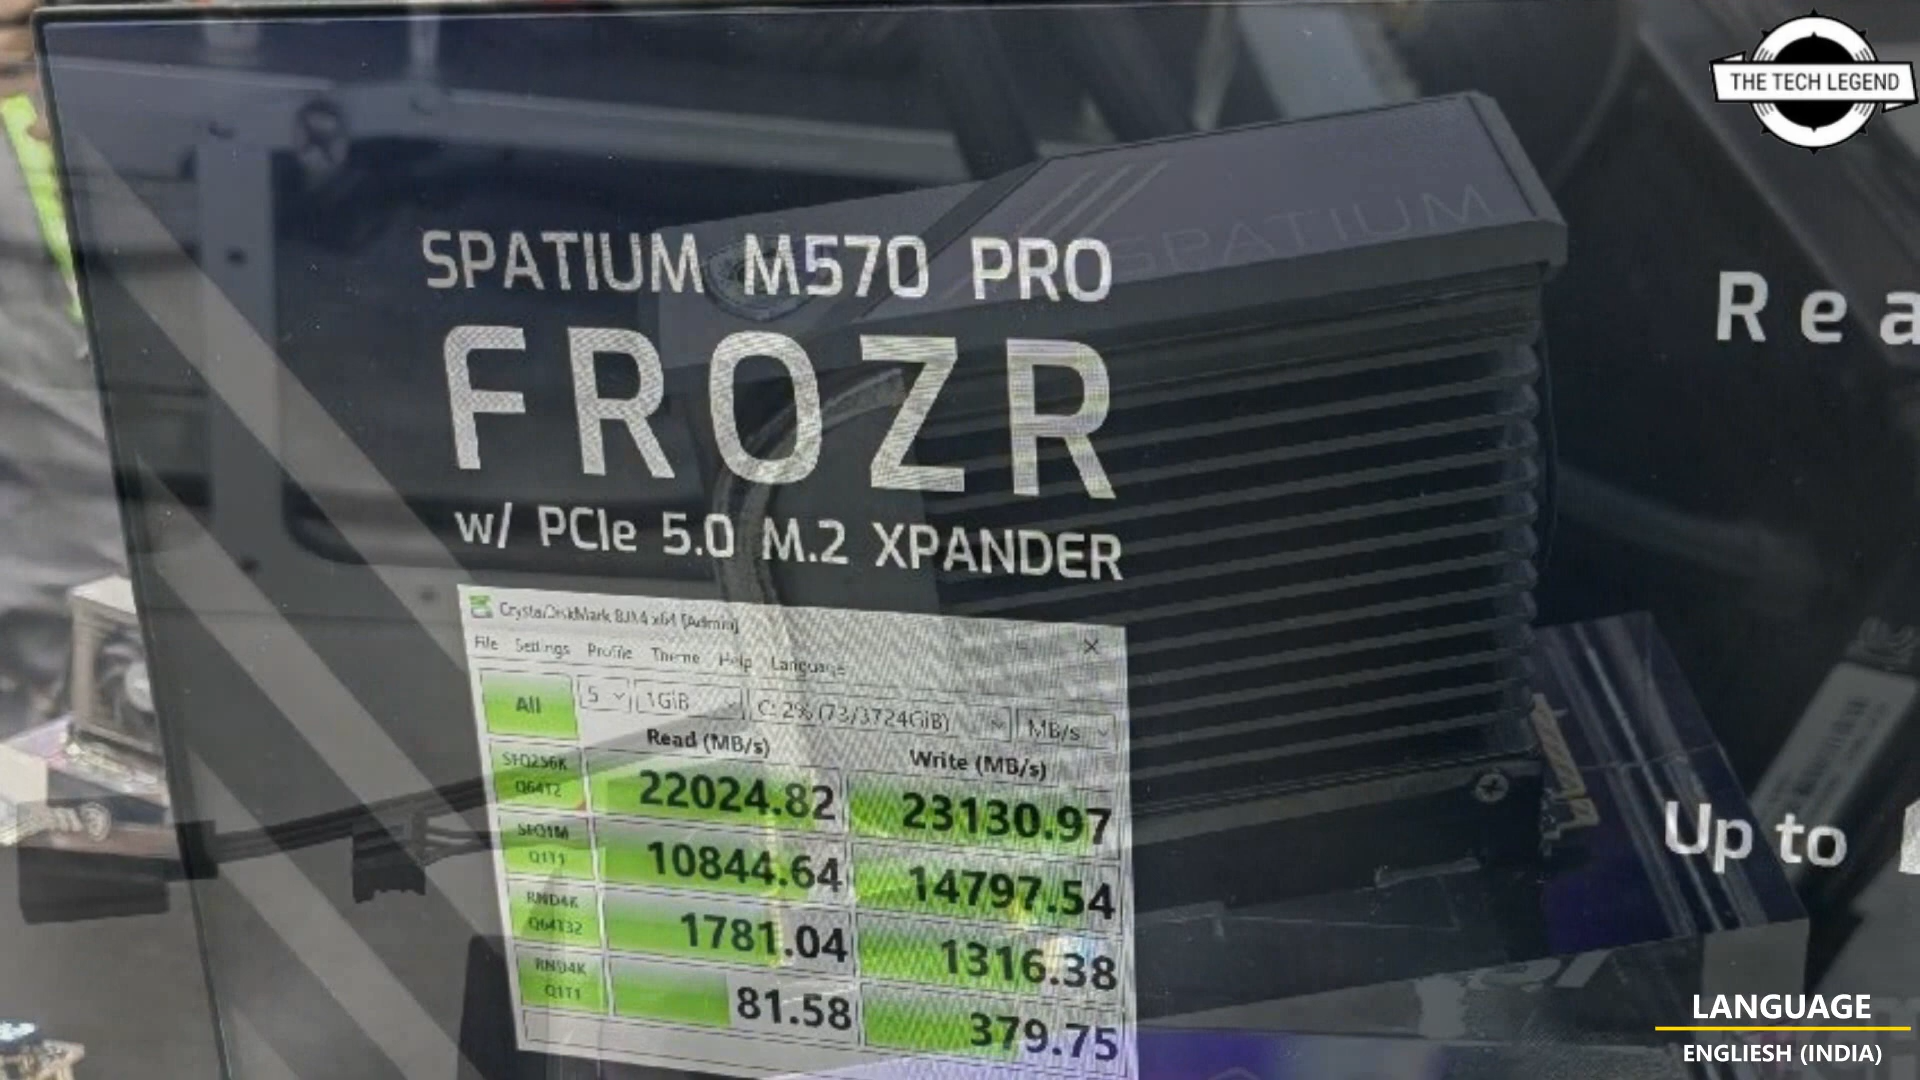 THE TECH LEGEND
SPATIUM
SPATIUM M570 PRO
FROZR
w/ PCIe 5.0 M.2 XPANDER
Rea
CrystalDiskMark x64 [Admin]
File Settings Profile Theme Help Language
All 5 1GiB C: 2% (73/3724GiB) MB/s
Read (MB/s) Write (MB/s)
SEQ256K
Q64T2 22024.82 23130.97
SEQ1M
Q1T1 10844.64 14797.54
RND4K
Q64T32 1781.04 1316.38
RND4K
Q1T1 81.58 379.75
Up to
LANGUAGE
ENGLIESH (INDIA)